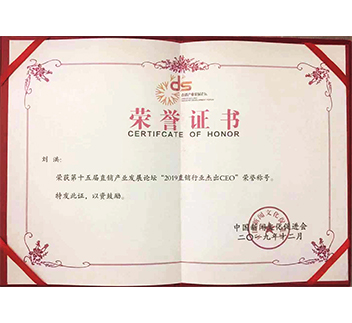 ds
荣誉证书
CERTIFCATE OF HONOR
刘洪：
荣获第十五届直销产业发展论坛“2019直销行业杰出CEO”荣誉称号。
特发此证，以资鼓励。
中国新闻文化促进会
二〇一九年十二月